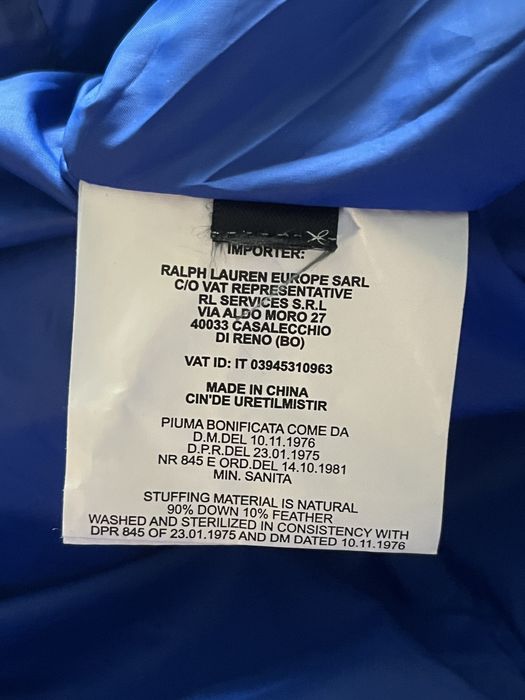 IMPORTER:
RALPH LAUREN EUROPE SARL
C/O VAT REPRESENTATIVE
RL SERVICES S.R.L
VIA ALDO MORO 27
40033 CASALECCHIO
DI RENO (BO)
VAT ID: IT 03945310963
MADE IN CHINA
CIN'DE URETILMISTIR
PIUMA BONIFICATA COME DA
D.M.DEL 10.11.1976
D.P.R.DEL 23.01.1975
NR 845 E ORD.DEL 14.10.1981
MIN. SANITA
STUFFING MATERIAL IS NATURAL
90% DOWN 10% FEATHER
WASHED AND STERILIZED IN CONSISTENCY WITH
DPR 845 OF 23.01.1975 AND DM DATED 10.11.1976